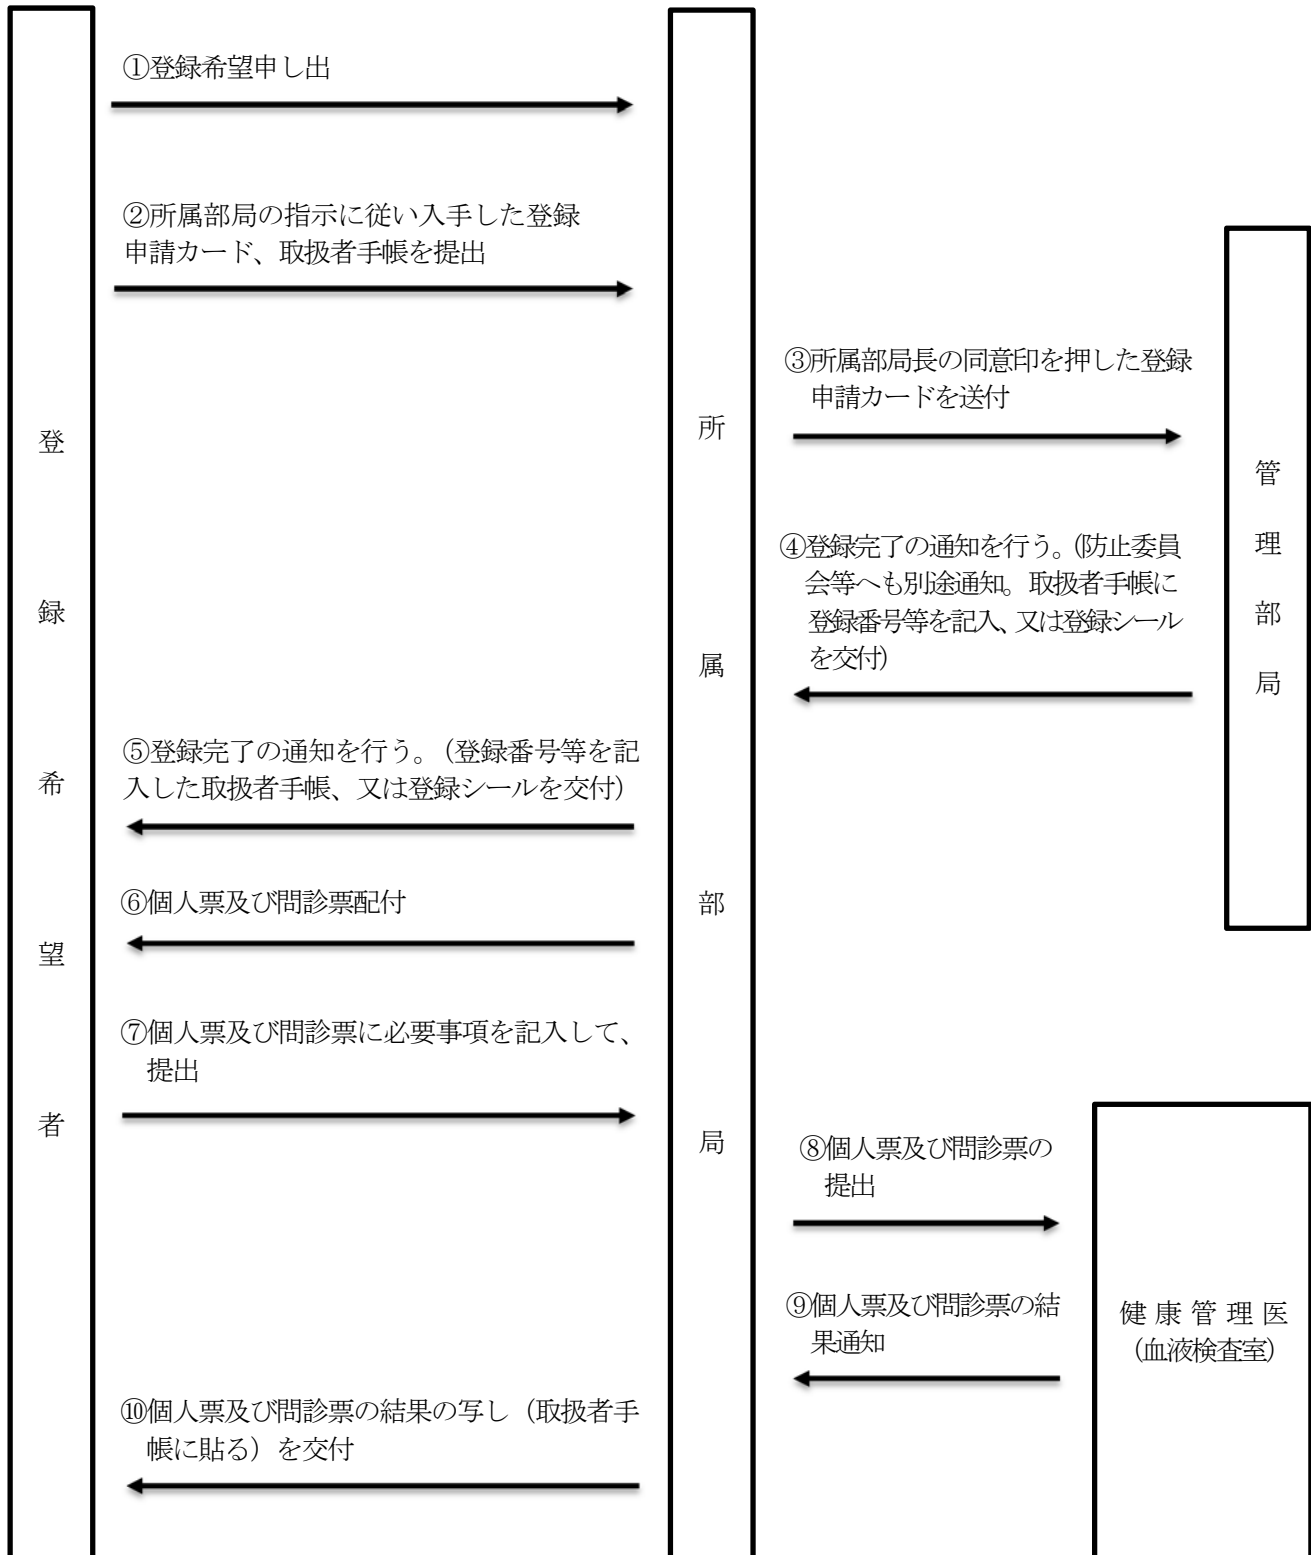 ①登録希望申し出
②所属部局の指示に従い入手した登録
申請カード、取扱者手帳を提出
③所属部局長の同意印を押した登録
申請カードを送付
④登録完了の通知を行う。(防止委員
会等へも別途通知。取扱者手帳に
登録番号等を記入、又は登録シール
を交付)
⑤登録完了の通知を行う。(登録番号等を記
入した取扱者手帳、又は登録シールを交付)
⑥個人票及び問診票配付
⑦個人票及び問診票に必要事項を記入して、
提出
⑧個人票及び問診票の
提出
⑨個人票及び問診票の結
果通知
⑩個人票及び問診票の結果の写し（取扱者手
帳に貼る）を交付
登録希望者
所属部局
管理部局
健康管理医
(血液検査室)